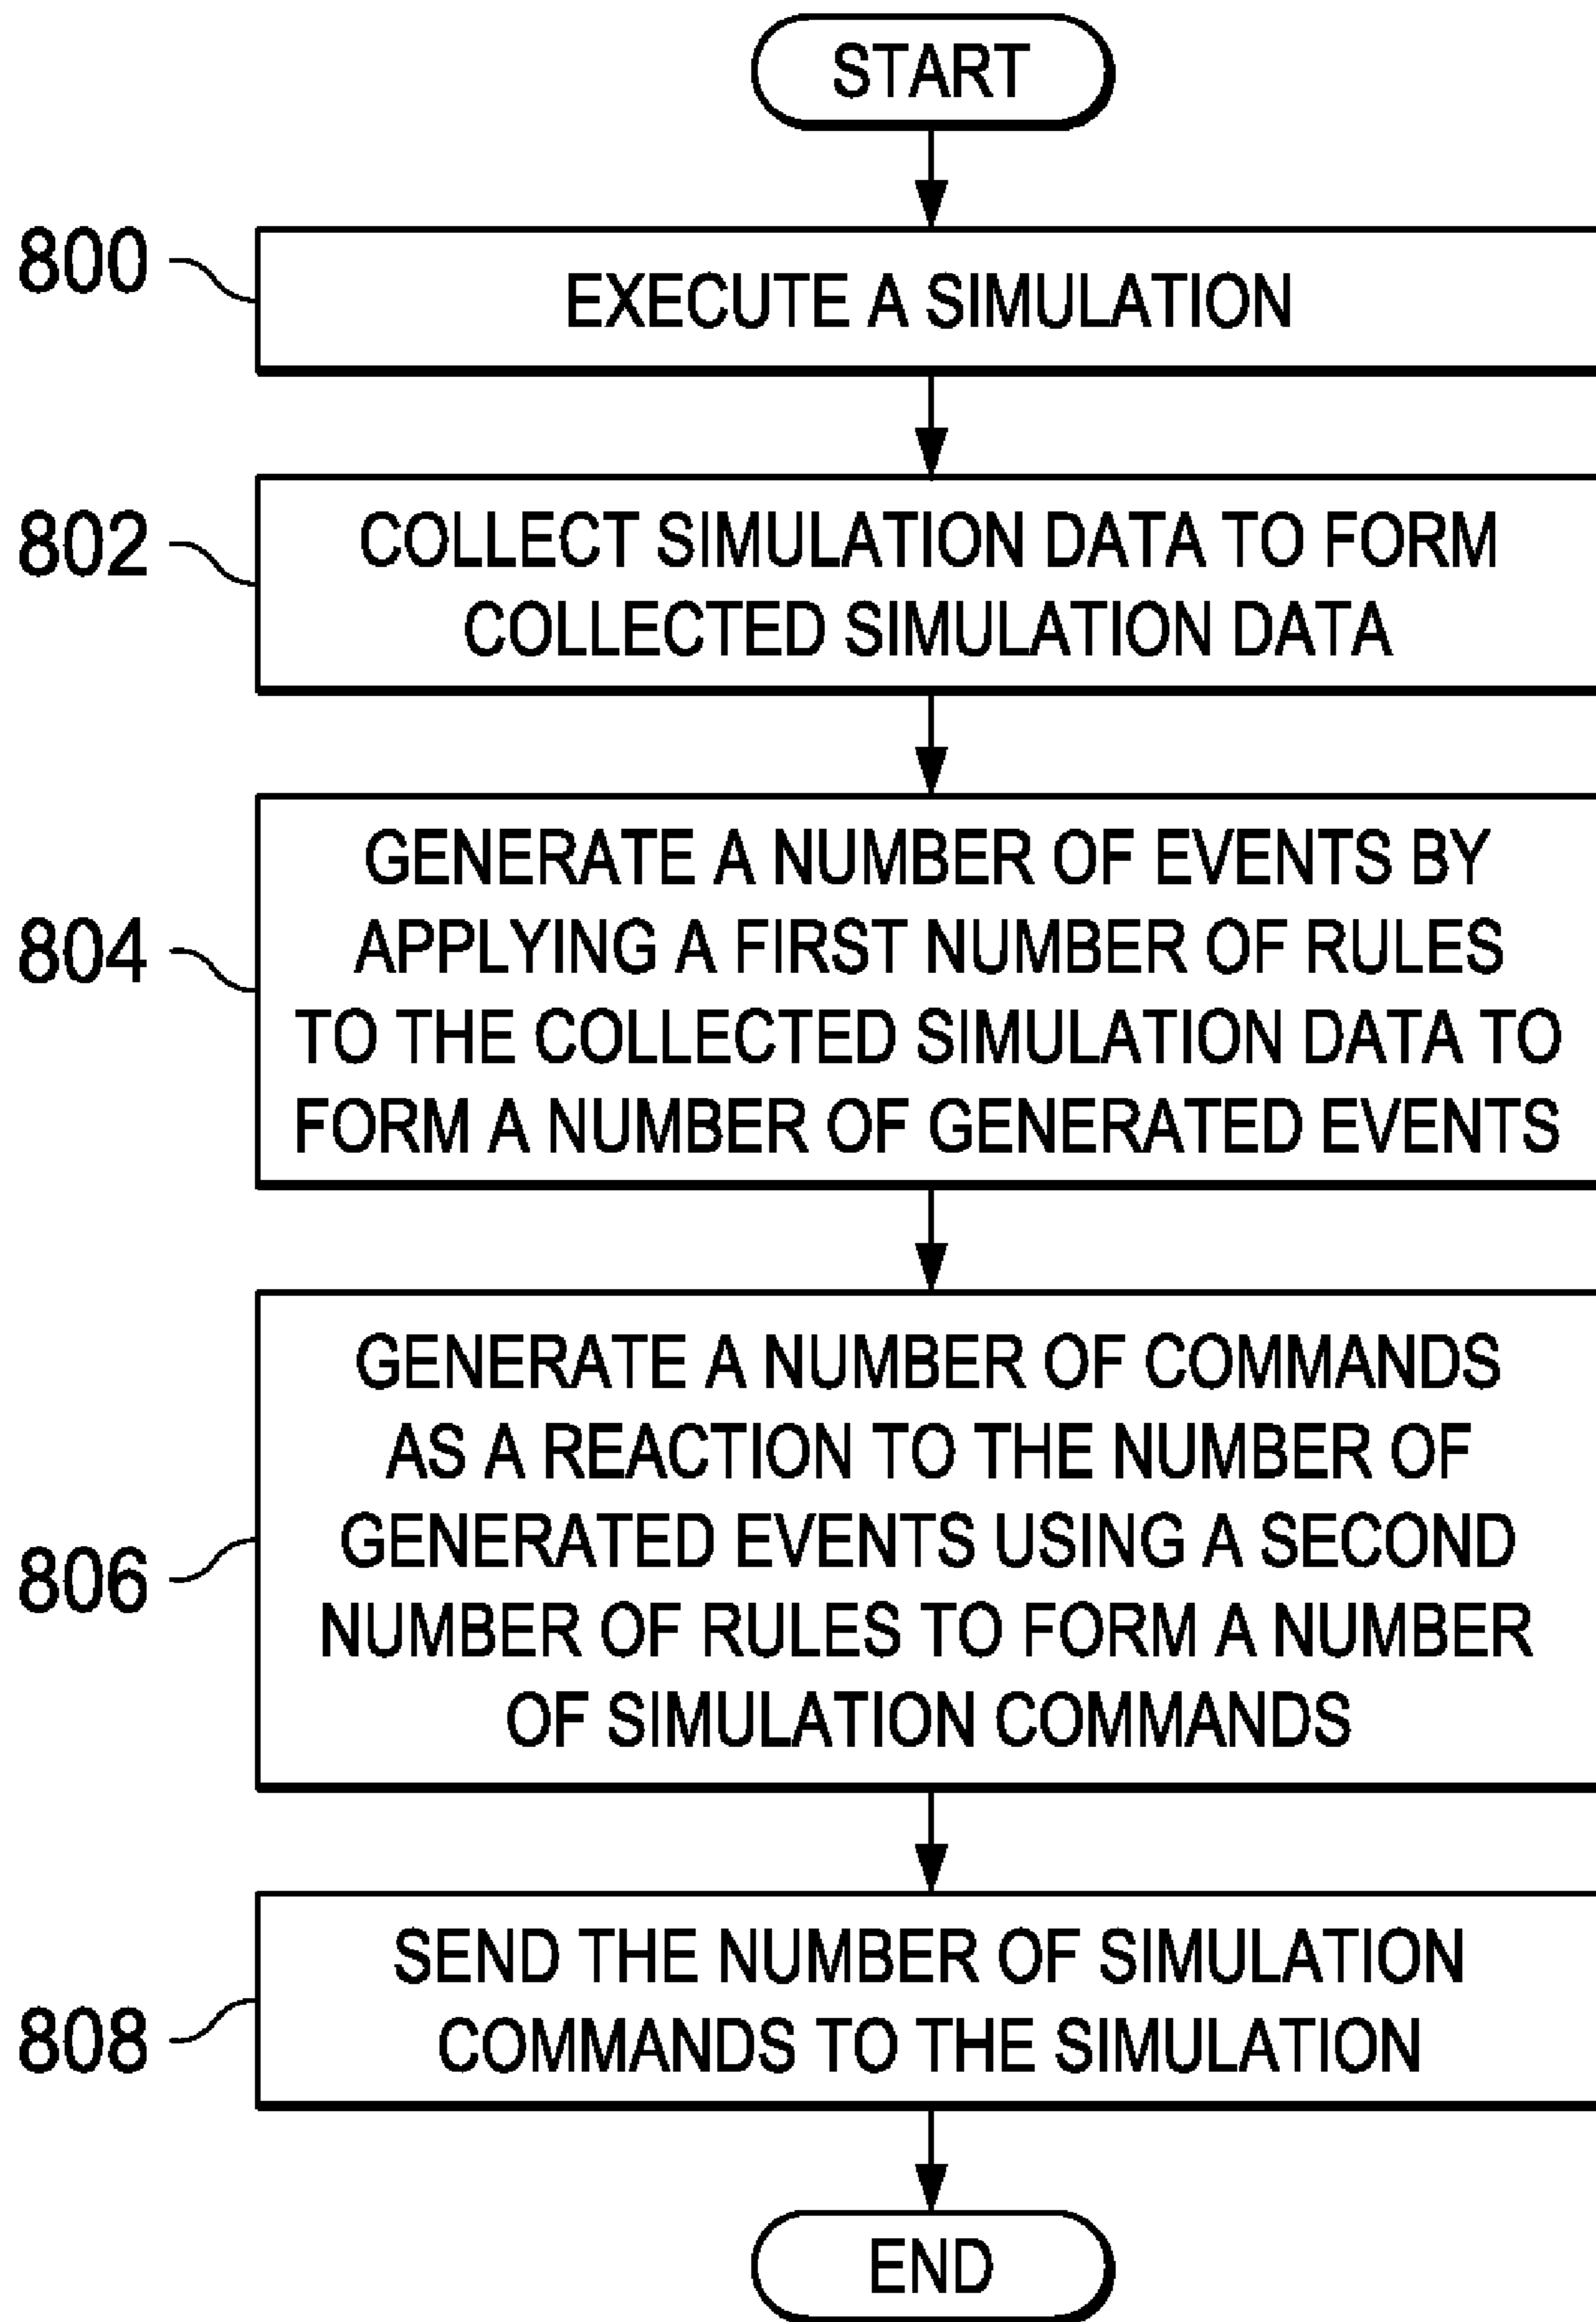 START
800
EXECUTE A SIMULATION
802
COLLECT SIMULATION DATA TO FORM
COLLECTED SIMULATION DATA
804
GENERATE A NUMBER OF EVENTS BY
APPLYING A FIRST NUMBER OF RULES
TO THE COLLECTED SIMULATION DATA TO
FORM A NUMBER OF GENERATED EVENTS
806
GENERATE A NUMBER OF COMMANDS
AS A REACTION TO THE NUMBER OF
GENERATED EVENTS USING A SECOND
NUMBER OF RULES TO FORM A NUMBER
OF SIMULATION COMMANDS
808
SEND THE NUMBER OF SIMULATION
COMMANDS TO THE SIMULATION
END